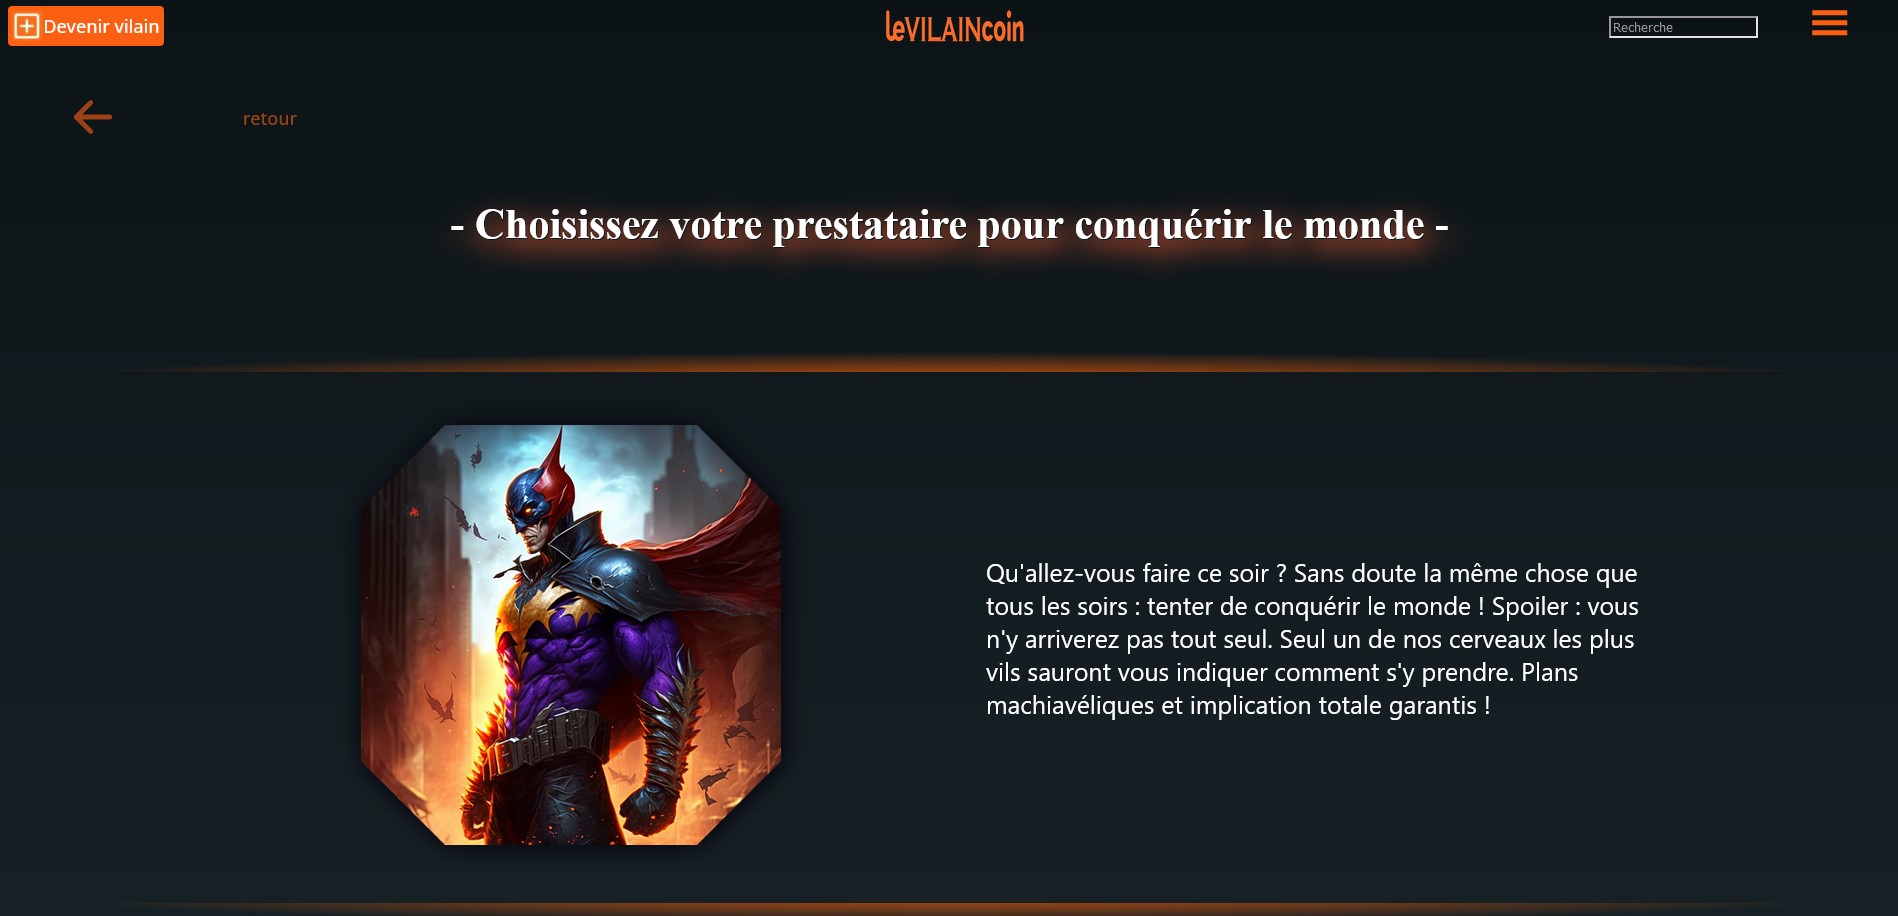 Devenir vilain
leVILAINcoin
Recherche
retour
- Choisissez votre prestataire pour conquérir le monde -
Qu'allez-vous faire ce soir ? Sans doute la même chose que
tous les soirs : tenter de conquérir le monde ! Spoiler : vous
n'y arriverez pas tout seul. Seul un de nos cerveaux les plus
vils sauront vous indiquer comment s'y prendre. Plans
machiavéliques et implication totale garantis !